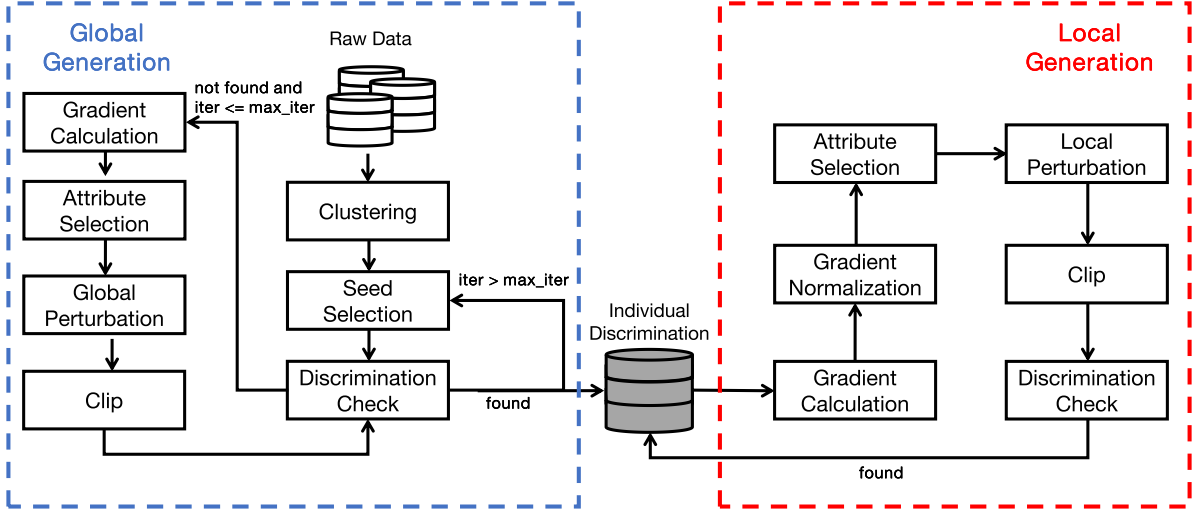 Global
Generation
Raw Data
not found and
iter <= max_iter
Gradient
Calculation
Attribute
Selection
Global
Perturbation
Clip
Clustering
Seed
Selection
iter > max_iter
Discrimination
Check
found
Individual
Discrimination
Local
Generation
Attribute
Selection
Local
Perturbation
Gradient
Normalization
Clip
Gradient
Calculation
Discrimination
Check
found